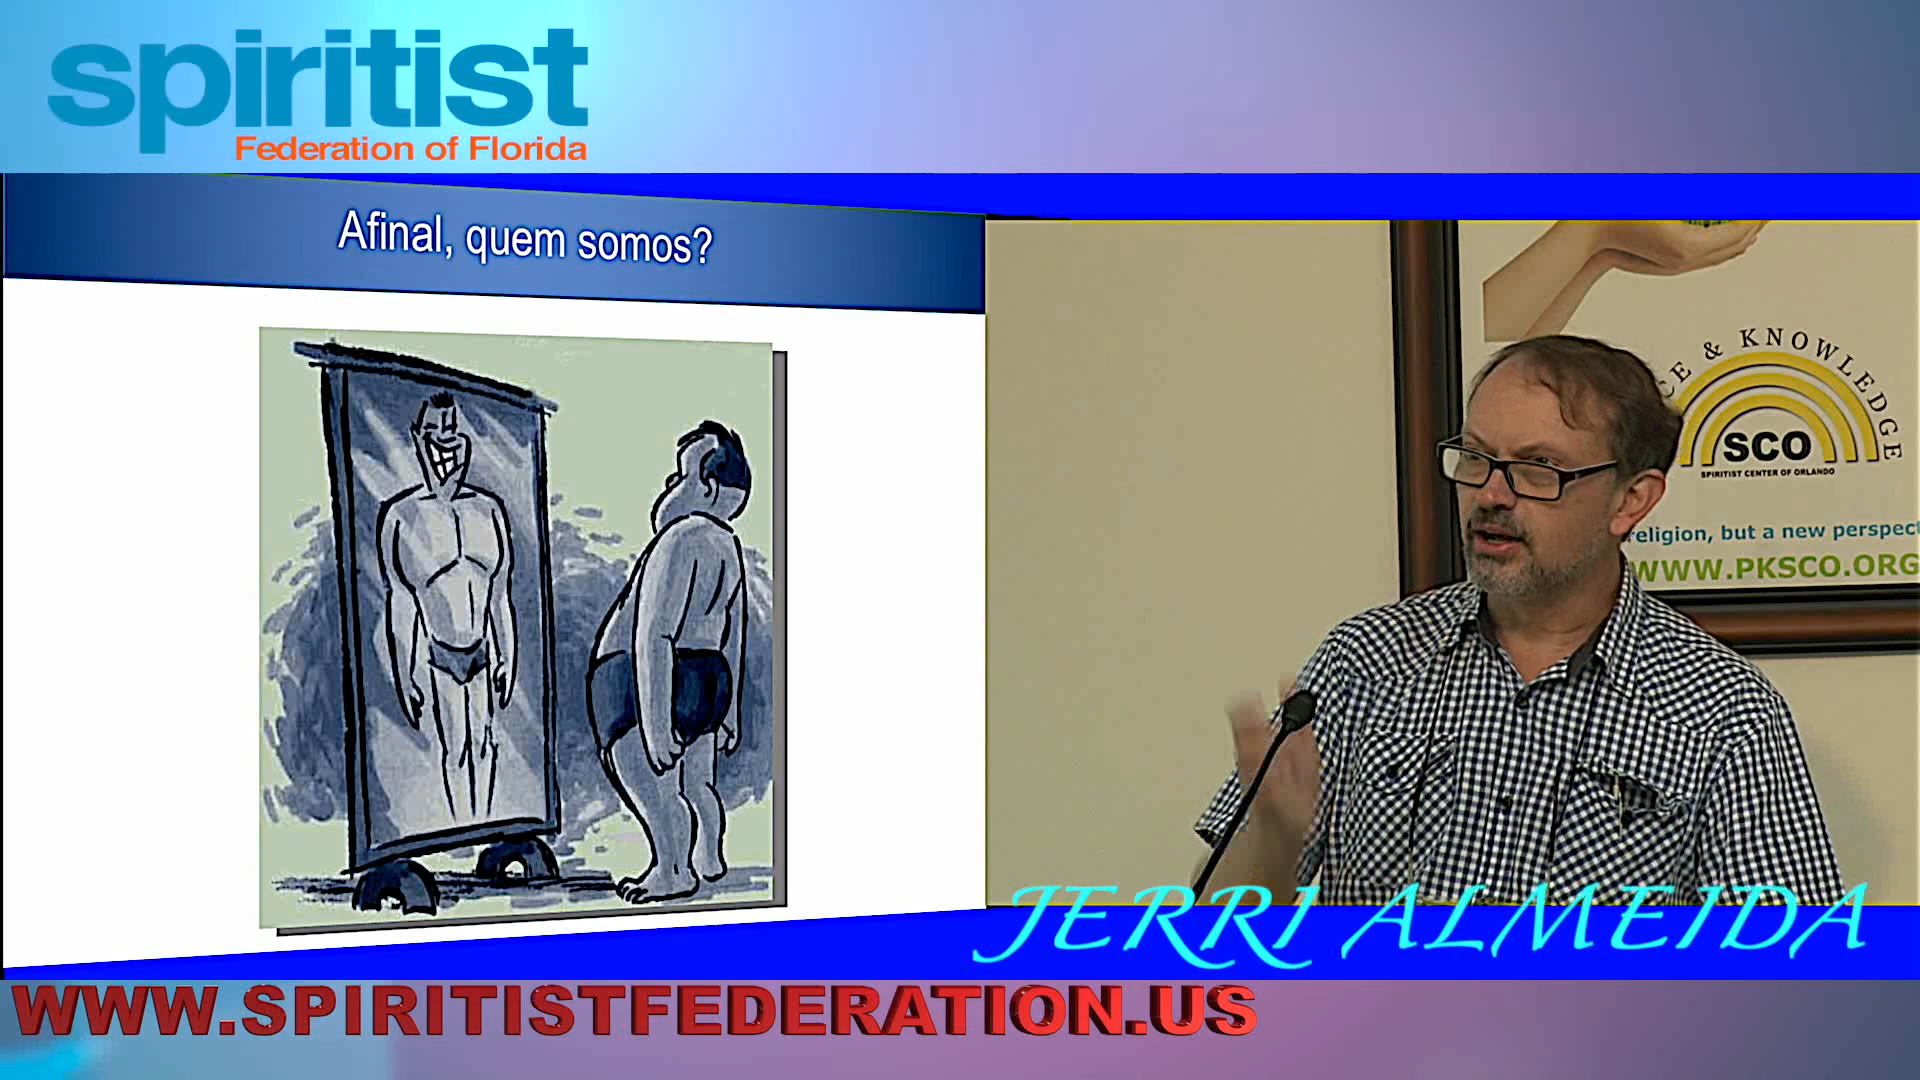 spiritist
Federation of Florida
Afinal, quem somos?
CE & KNOWLEDGE
SCO
SPIRITIST CENTER OF ORLANDO
religion, but a new perspect
WWW.PKSCO.ORG
JERRI ALMEIDA
WWW.SPIRITISTFEDERATION.US